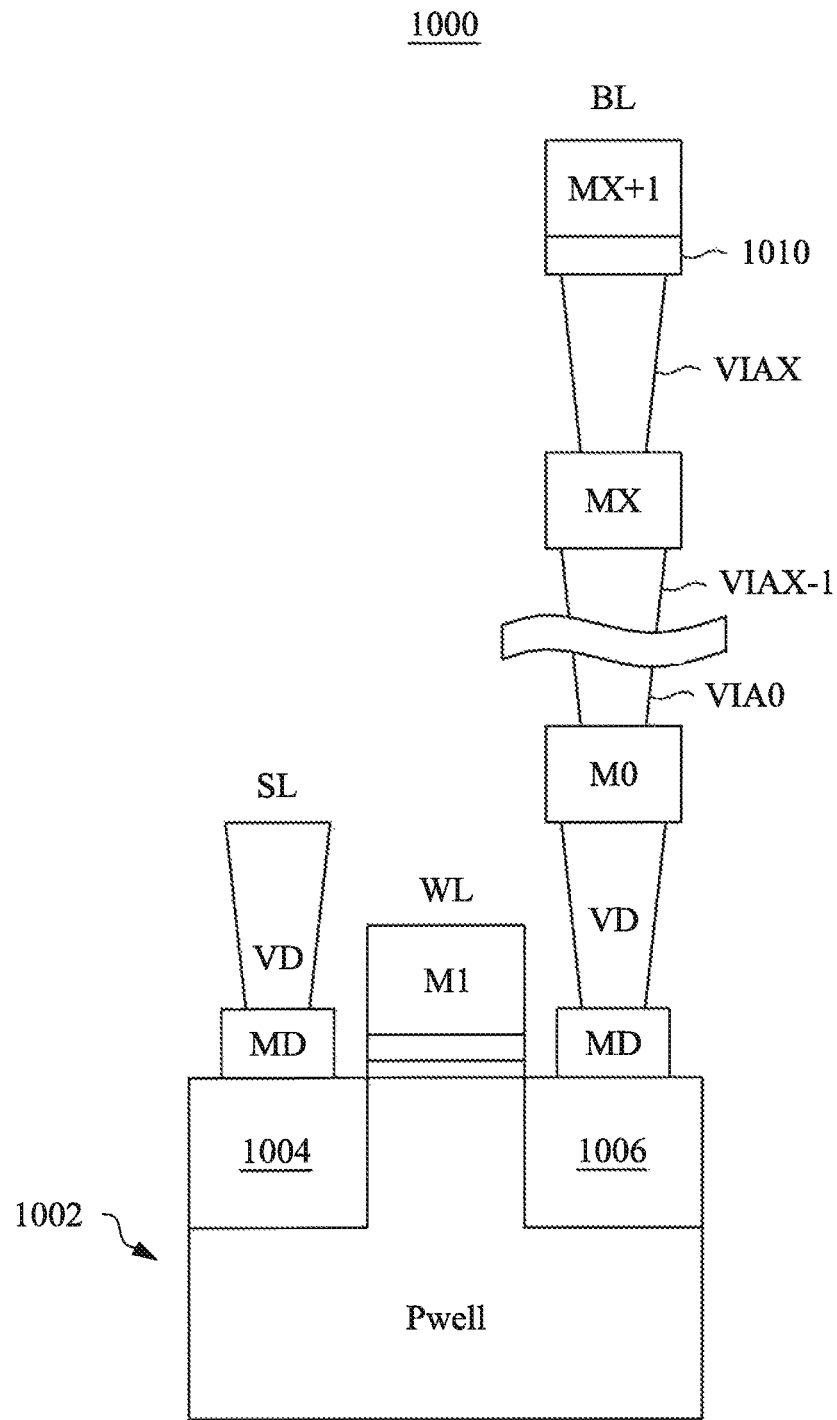 1000
BL
MX+1
1010
VIAX
MX
VIAX-1
VIA0
M0
SL
WL
VD
VD
M1
MD
MD
1004
1006
1002
Pwell